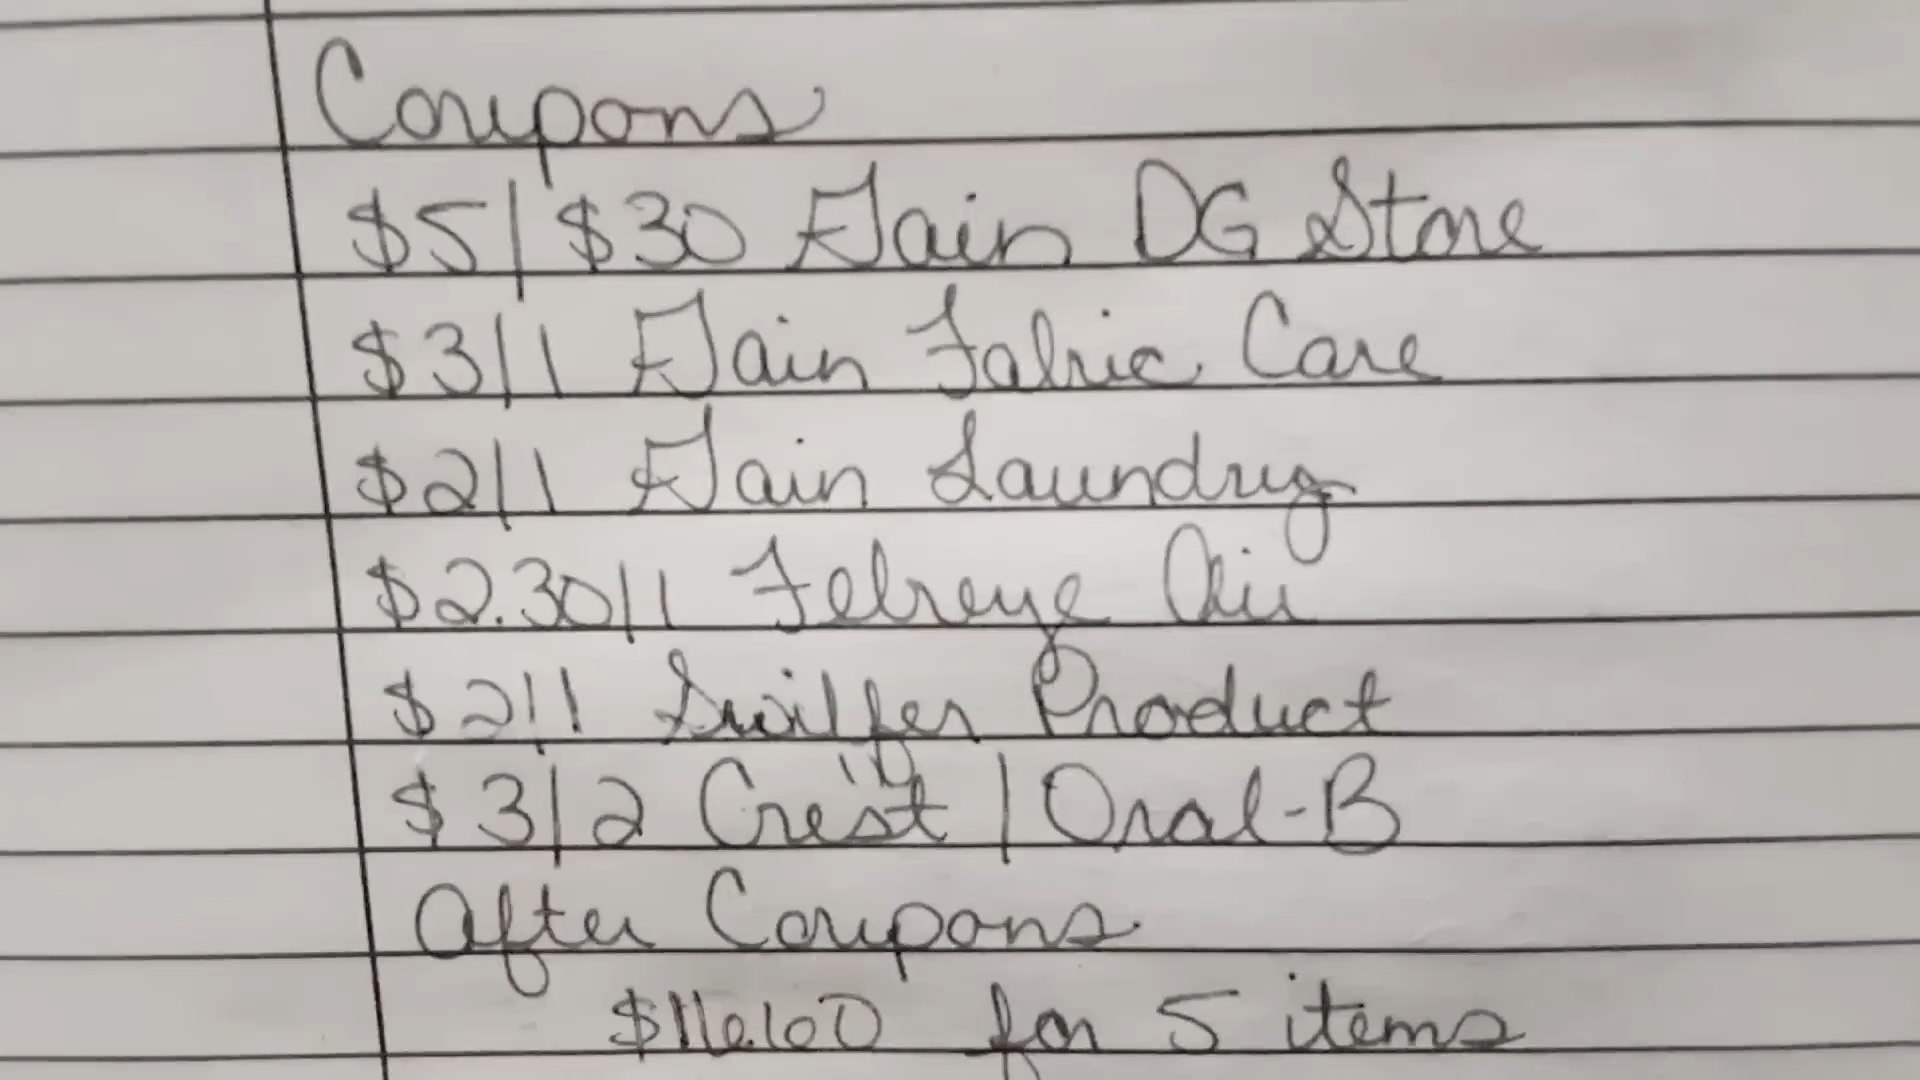 Coupons
$5/$30 Gain DG Store
$3/1 Gain Fabric Care
$2/1 Gain Laundry
$2.30/1 Febreze Air
$2/1 Swiffer Product
$3/2 Crest/Oral-B
After Coupons
$16.60 for 5 items